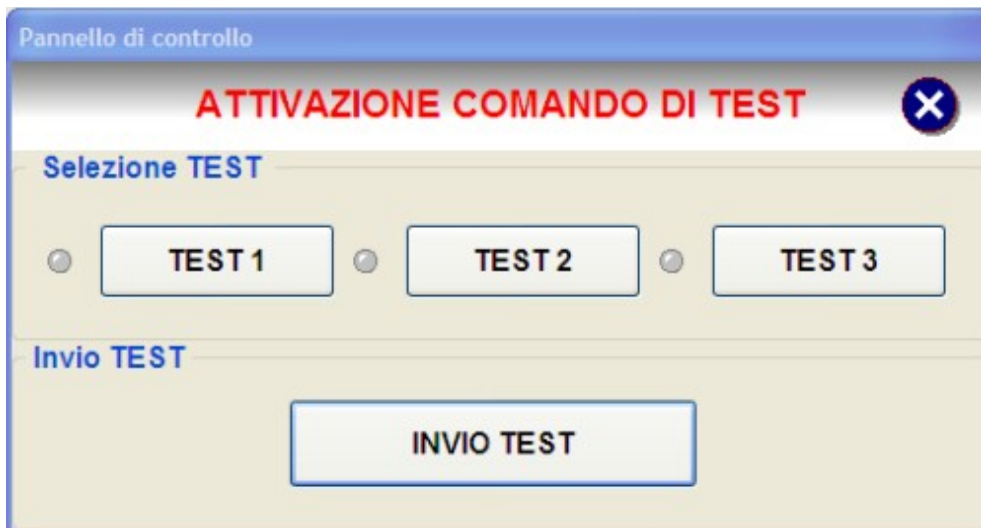 Pannello di controllo
ATTIVAZIONE COMANDO DI TEST
Selezione TEST
TEST 1 TEST 2 TEST 3
Invio TEST
INVIO TEST